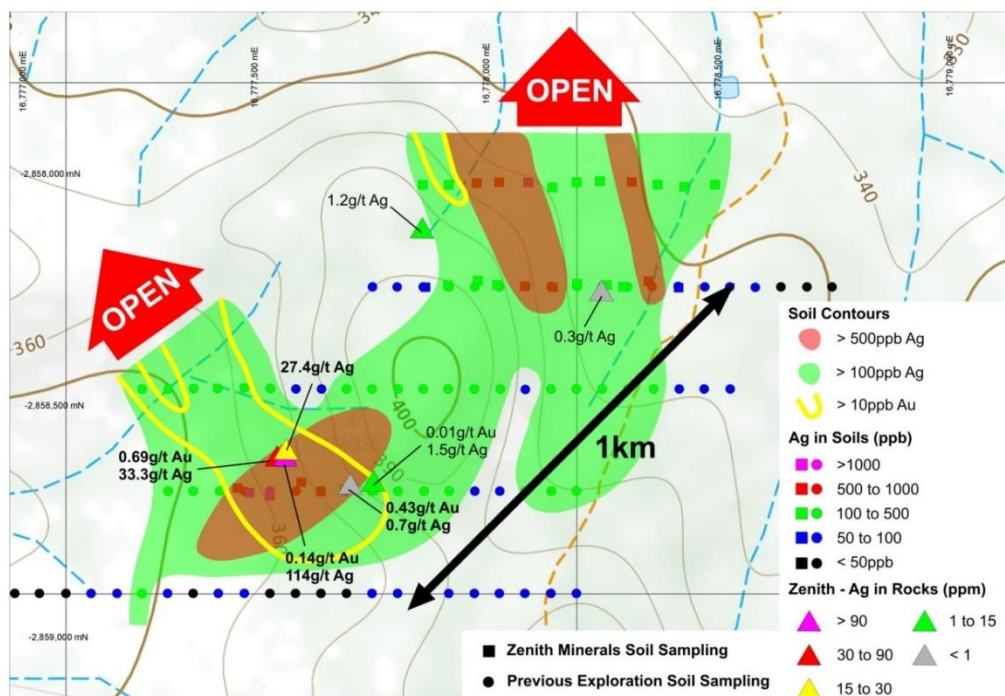 16,777,000 mE
16,777,500 mE
16,778,000 mE
16,778,500 mE
16,779,000 mE
340
330
OPEN
-2,858,000 mN
340
1.2g/t Ag
OPEN
360
0.3g/t Ag
27.4g/t Ag
-2,858,500 mN
400
0.01g/t Au
1.5g/t Ag
1km
0.69g/t Au
33.3g/t Ag
390
0.43g/t Au
0.7g/t Ag
360
0.14g/t Au
114g/t Ag
-2,859,000 mN
Soil Contours
> 500ppb Ag
> 100ppb Ag
> 10ppb Au
Ag in Soils (ppb)
>1000
500 to 1000
100 to 500
50 to 100
< 50ppb
Zenith - Ag in Rocks (ppm)
> 90
1 to 15
30 to 90
< 1
15 to 30
Zenith Minerals Soil Sampling
Previous Exploration Soil Sampling